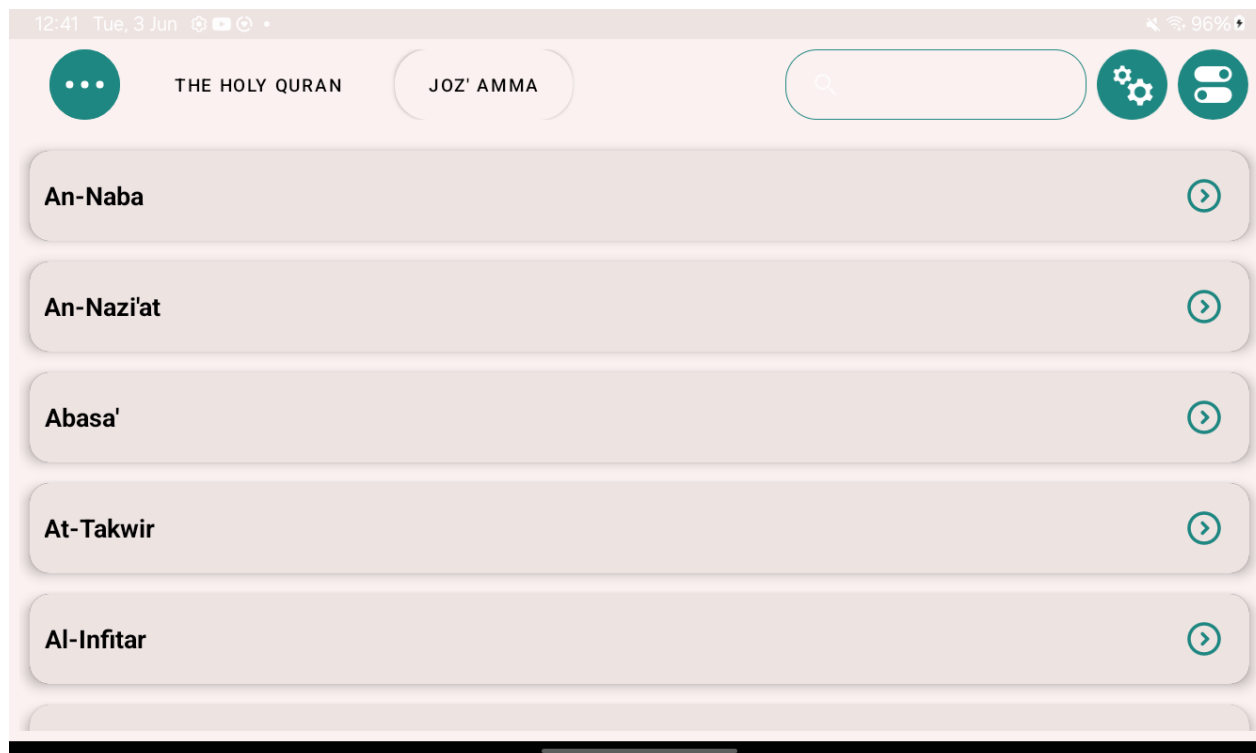 12:41 Tue, 3 Jun 96%
THE HOLY QURAN JOZ' AMMA
An-Naba
An-Nazi'at
Abasa'
At-Takwir
Al-Infitar